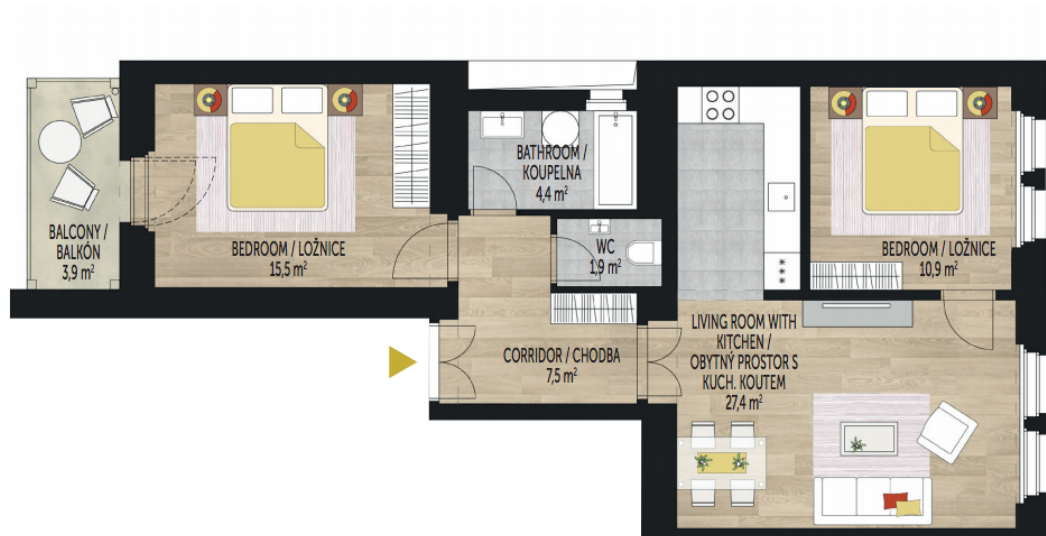 BALCONY /
BALKÓN
3,9 m²
BEDROOM / LOŽNICE
15,5 m²
BATHROOM /
KOUPELNA
4,4 m²
WC
1,9 m²
CORRIDOR / CHODBA
7,5 m²
LIVING ROOM WITH
KITCHEN /
OBYTNÝ PROSTOR S
KUCH. KOUTEM
27,4 m²
BEDROOM / LOŽNICE
10,9 m²